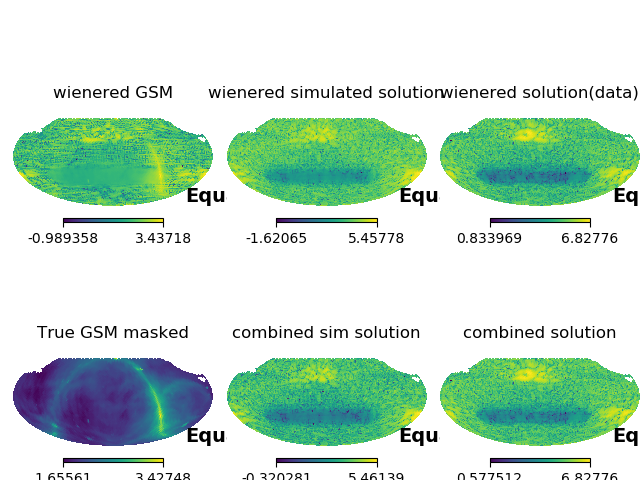 wienered GSM
wienered simulated solution
wienered solution(data)
Equ
Equ
Eq
-0.989358 3.43718
-1.62065 5.45778
0.833969 6.82776
True GSM masked
combined sim solution
combined solution
Equ
Equ
Eq
1.65561 3.42748
-0.320281 5.46139
0.577512 6.82776